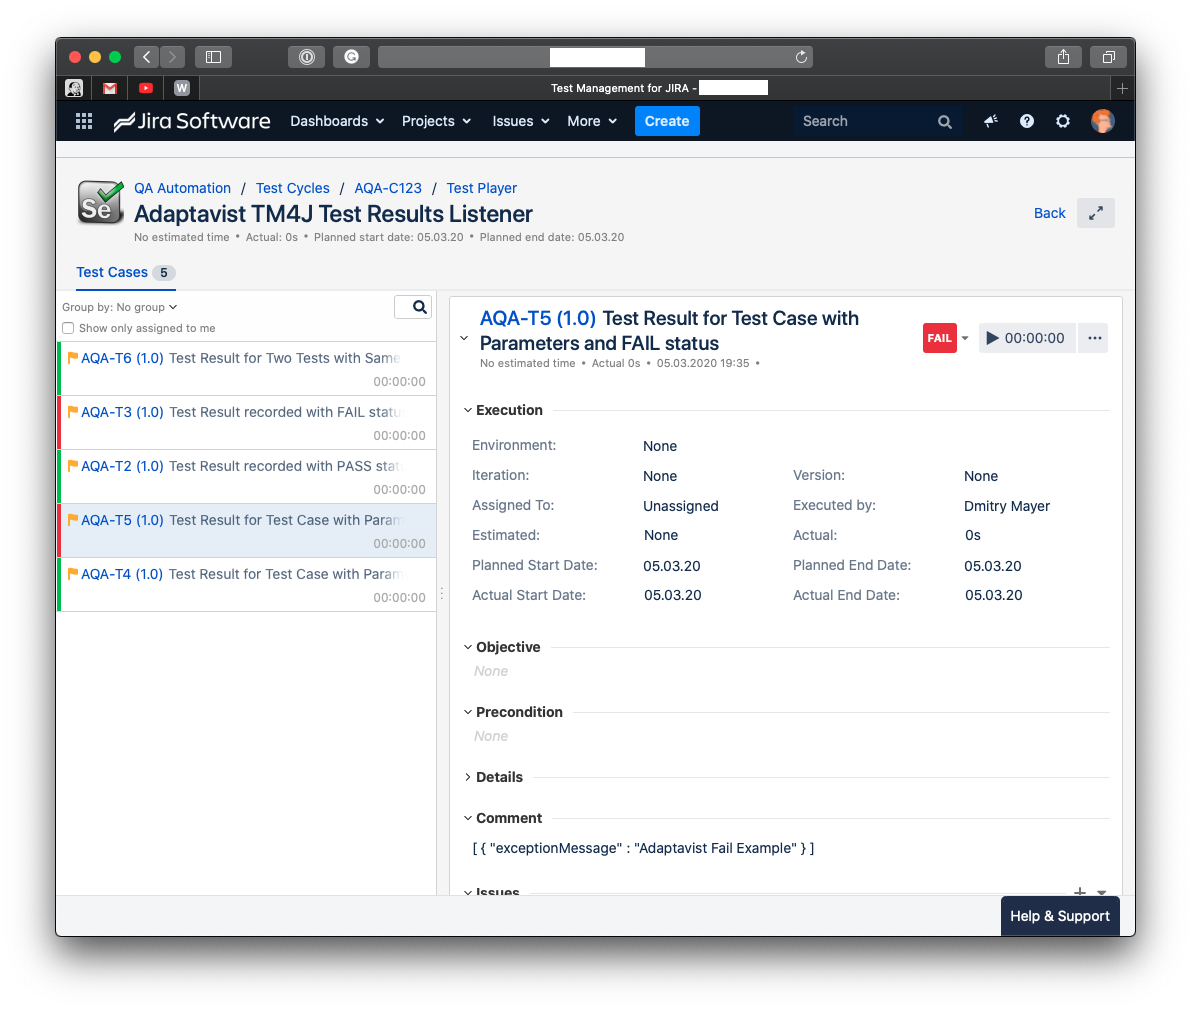 W
Test Management for JIRA -
Jira Software Dashboards Projects Issues More Create Search
QA Automation / Test Cycles / AQA-C123 / Test Player
Se
Adaptavist TM4J Test Results Listener
Back
No estimated time • Actual: 0s • Planned start date: 05.03.20 • Planned end date: 05.03.20
Test Cases 5
Group by: No group
Show only assigned to me
AQA-T6 (1.0) Test Result for Two Tests with Same
00:00:00
AQA-T3 (1.0) Test Result recorded with FAIL statu
00:00:00
AQA-T2 (1.0) Test Result recorded with PASS stat
00:00:00
AQA-T5 (1.0) Test Result for Test Case with Param
00:00:00
AQA-T4 (1.0) Test Result for Test Case with Param
00:00:00
AQA-T5 (1.0) Test Result for Test Case with
Parameters and FAIL status
FAIL 00:00:00
No estimated time • Actual 0s • 05.03.2020 19:35 •
Execution
Environment: None
Iteration: None Version: None
Assigned To: Unassigned Executed by: Dmitry Mayer
Estimated: None Actual: 0s
Planned Start Date: 05.03.20 Planned End Date: 05.03.20
Actual Start Date: 05.03.20 Actual End Date: 05.03.20
Objective
None
Precondition
None
Details
Comment
[ { "exceptionMessage" : "Adaptavist Fail Example" } ]
Issues
Help & Support